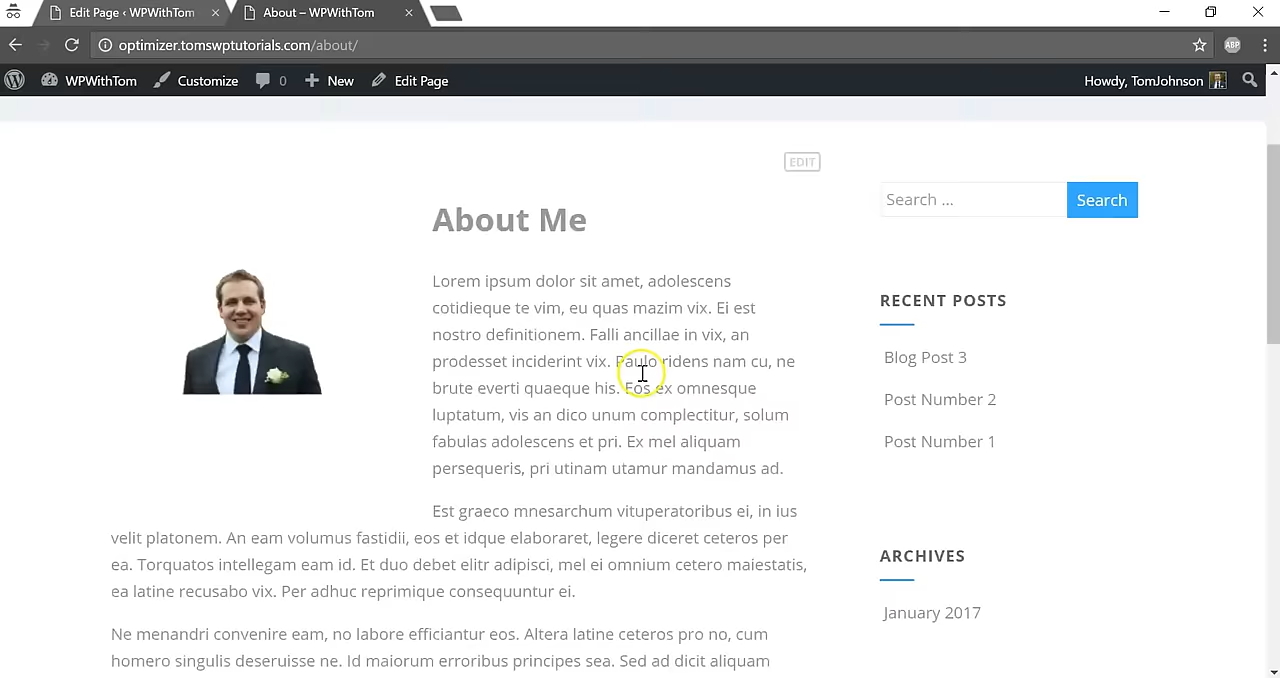 Edit Page ‹ WPWithTom
About – WPWithTom
optimizer.tomswptutorials.com/about/
ABP
WPWithTom Customize 0 New Edit Page Howdy, TomJohnson
EDIT
About Me
Lorem ipsum dolor sit amet, adolescens
cotidieque te vim, eu quas mazim vix. Ei est
nostro definitionem. Falli ancillae in vix, an
prodesset inciderint vix. Paulo ridens nam cu, ne
brute everti quaeque his. Eos ex omnesque
luptatum, vis an dico unum complectitur, solum
fabulas adolescens et pri. Ex mel aliquam
persequeris, pri utinam utamur mandamus ad.
Est graeco mnesarchum vituperatoribus ei, in ius
velit platonem. An eam volumus fastidii, eos et idque elaboraret, legere diceret ceteros per
ea. Torquatos intellegam eam id. Et duo debet elitr adipisci, mel ei omnium cetero maiestatis,
ea latine recusabo vix. Per adhuc reprimique consequuntur ei.
Ne menandri convenire eam, no labore efficiantur eos. Altera latine ceteros pro no, cum
homero singulis deseruisse ne. Id maiorum erroribus principes sea. Sed ad dicit aliquam
Search ...
Search
RECENT POSTS
Blog Post 3
Post Number 2
Post Number 1
ARCHIVES
January 2017